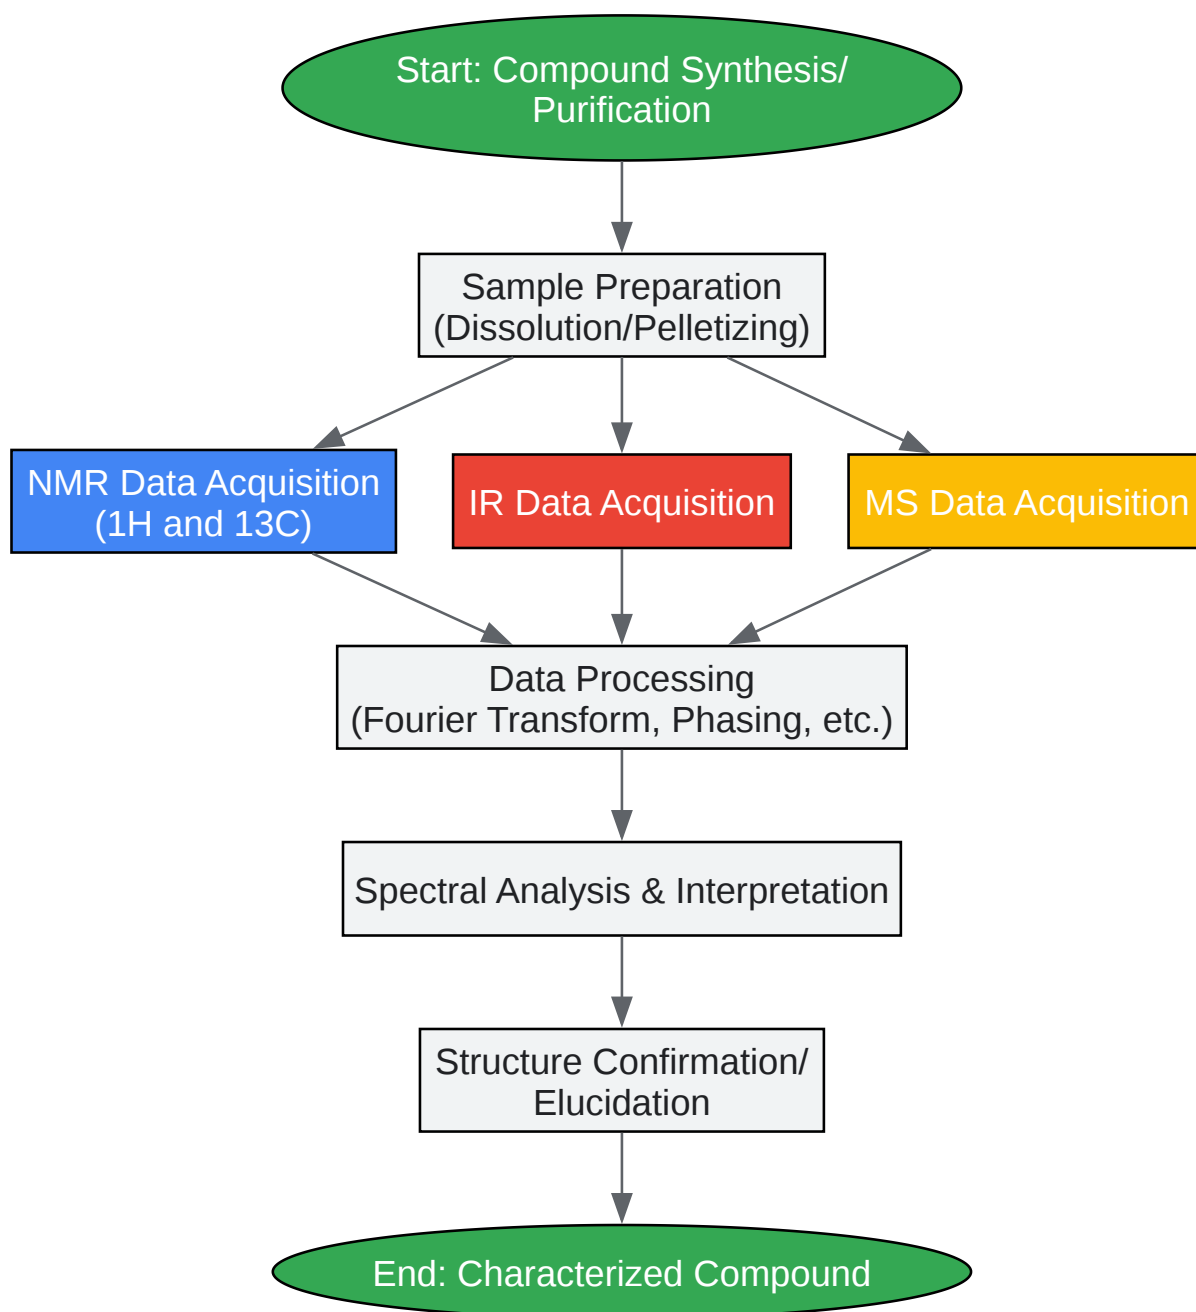 Start: Compound Synthesis/
Purification
Sample Preparation
(Dissolution/Pelletizing)
NMR Data Acquisition
(1H and 13C)
IR Data Acquisition
MS Data Acquisition
Data Processing
(Fourier Transform, Phasing, etc.)
Spectral Analysis & Interpretation
Structure Confirmation/
Elucidation
End: Characterized Compound